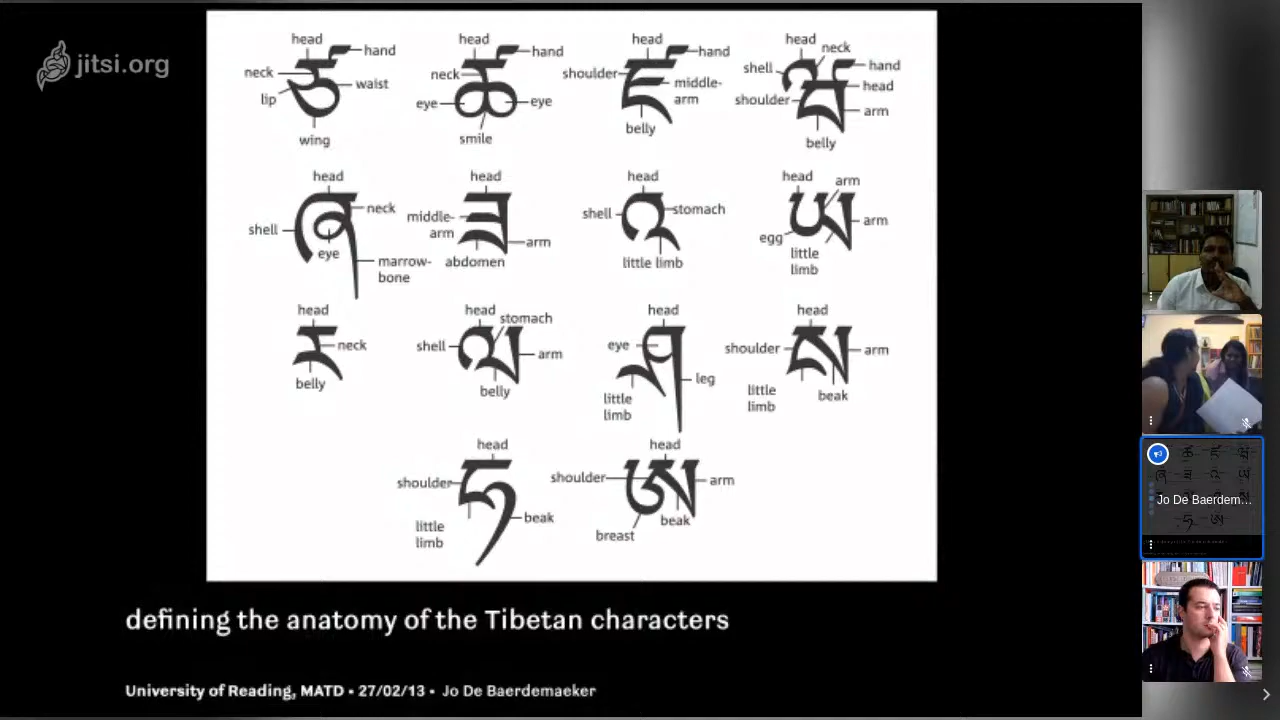 jitsi.org
head
hand
neck
lip
waist
wing
ཙ
head
hand
neck
eye
eye
smile
ཚ
head
hand
shoulder
middle-
arm
belly
ཛ
head
neck
shell
hand
head
shoulder
arm
belly
head
neck
shell
eye
marrow-
bone
ཞ
head
middle-
arm
arm
abdomen
ཟ
head
shell
stomach
little limb
འ
head
arm
arm
egg
little
limb
ཡ
head
neck
belly
ར
head
stomach
shell
arm
belly
ལ
head
eye
leg
little
limb
ཤ
head
shoulder
arm
little
limb
beak
ས
head
shoulder
little
limb
beak
ཧ
head
shoulder
arm
beak
breast
ཨ
defining the anatomy of the Tibetan characters
University of Reading, MATD • 27/02/13 • Jo De Baerdemaeker
Jo De Baerdem...